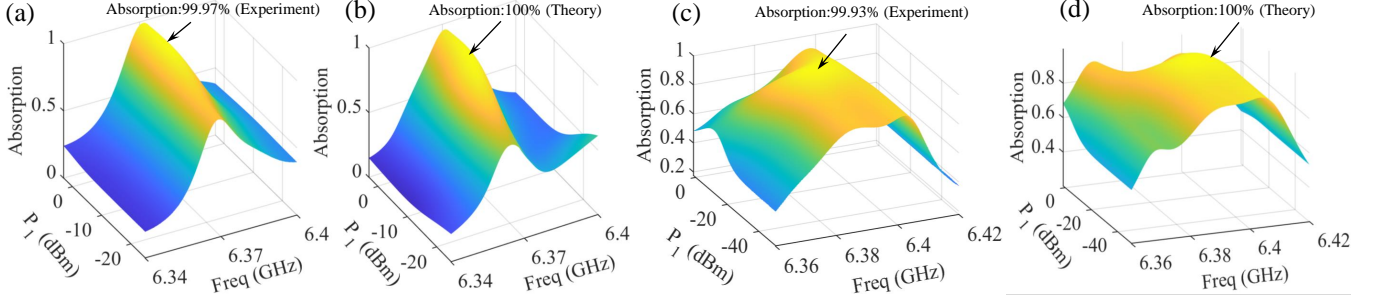 (a)
Absorption:99.97% (Experiment)
1
0.5
0
Absorption
0
-10
-20
P1 (dBm)
6.34
6.37
6.4
Freq (GHz)
(b)
Absorption:100% (Theory)
1
0.5
0
Absorption
0
-10
-20
P1 (dBm)
6.34
6.37
6.4
Freq (GHz)
(c)
Absorption:99.93% (Experiment)
1
0.8
0.6
0.4
0.2
Absorption
0
-20
-40
P1 (dBm)
6.36
6.38
6.4
6.42
Freq (GHz)
(d)
Absorption:100% (Theory)
0.8
0.6
0.4
Absorption
0
-20
-40
P1 (dBm)
6.36
6.38
6.4
6.42
Freq (GHz)